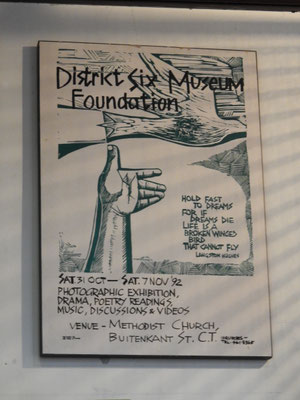 District Six Museum
Foundation
HOLD FAST
TO DREAMS
FOR IF
DREAMS DIE
LIFE IS A
BROKEN WINGED
BIRD
THAT CANNOT FLY
LANGSTON HUGHES
SAT. 31 OCT — SAT. 7 NOV '92
PHOTOGRAPHIC EXHIBITION,
DRAMA, POETRY READINGS,
MUSIC, DISCUSSIONS & VIDEOS
VENUE - METHODIST CHURCH,
BUITENKANT ST. C.T.